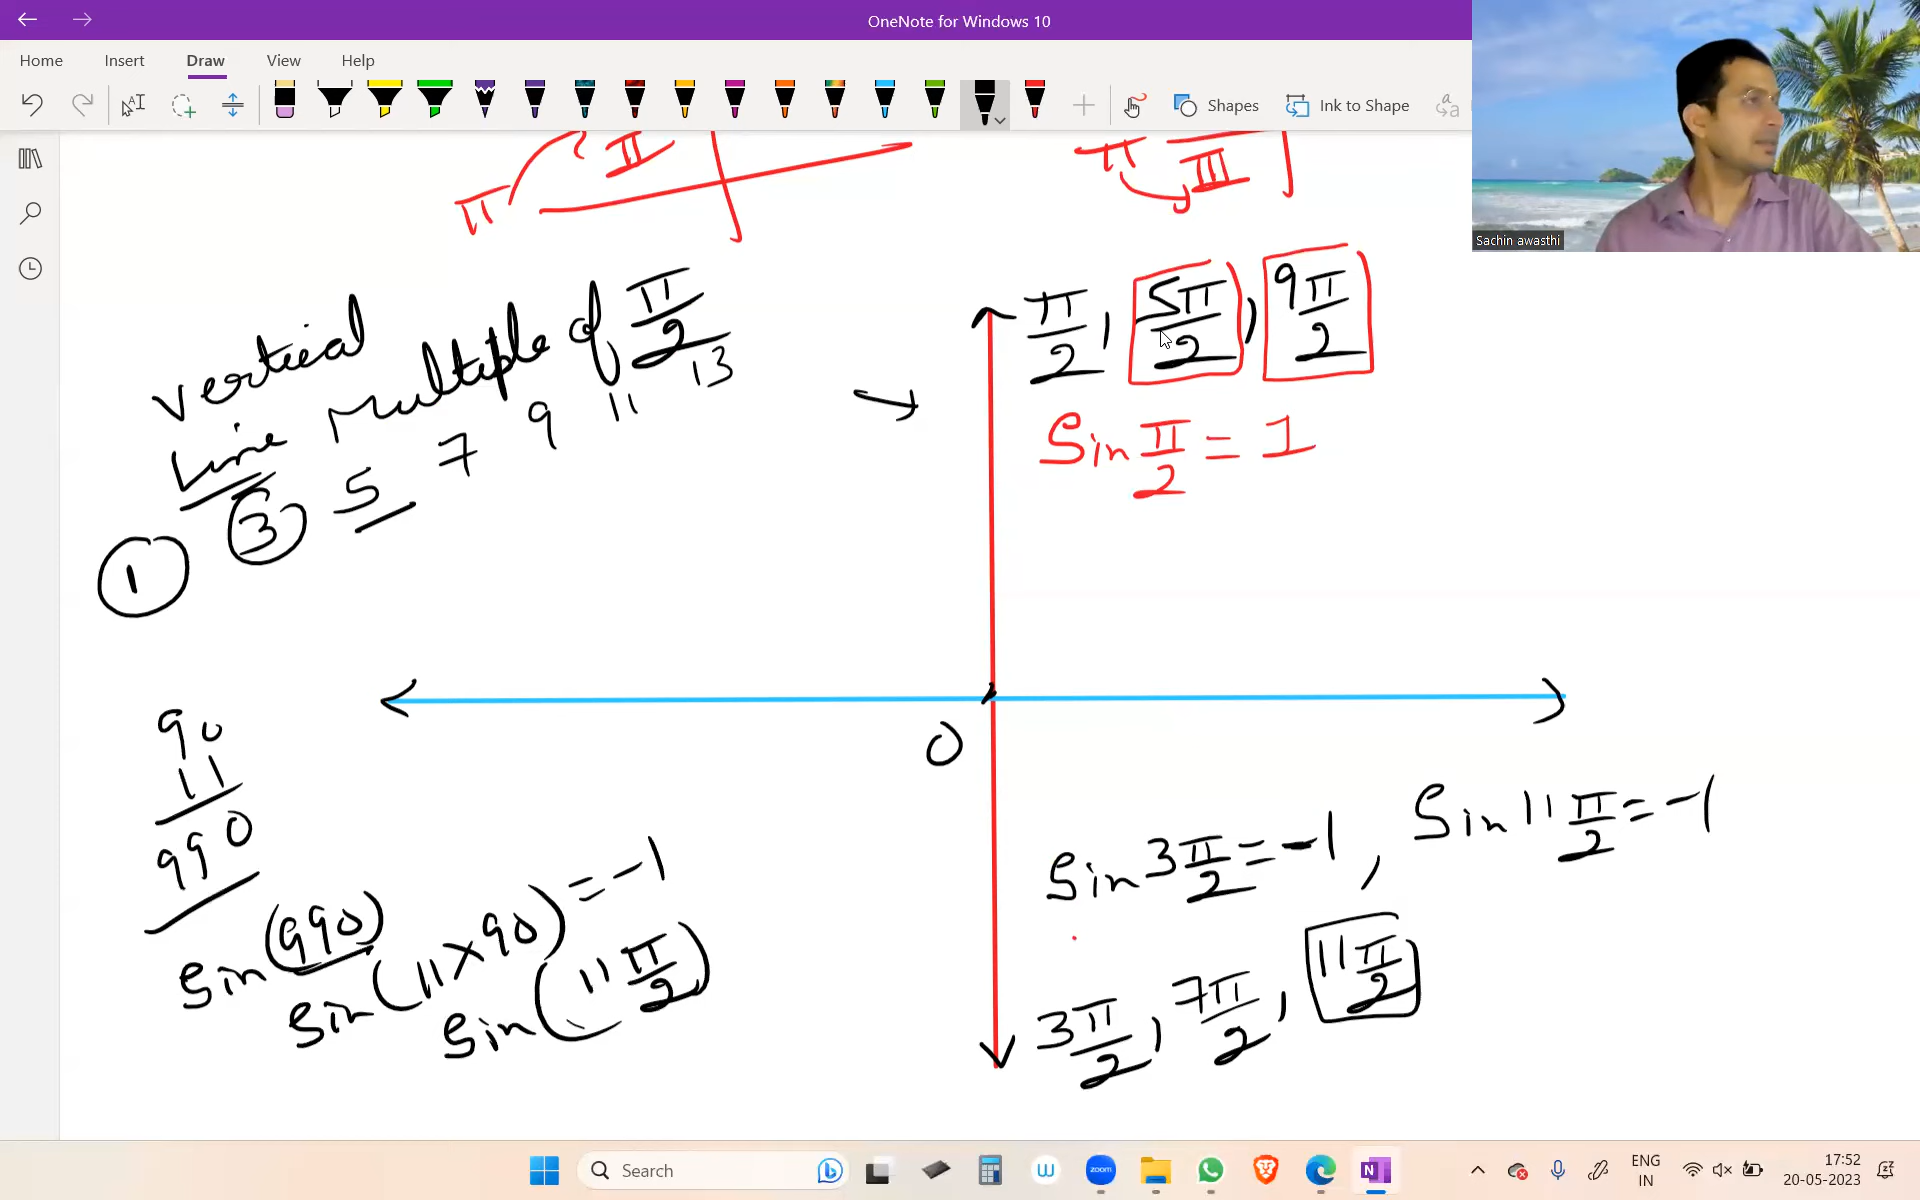 OneNote for Windows 10
Home Insert Draw View Help
Shapes Ink to Shape
Sachin awasthi
π II
π III
vertical Line Multiple of π/2
① ③ 5 7 9 11 13
π/2, 5π/2, 9π/2
Sin π/2 = 1
O
90
11
990
Sin(990)
Sin(11×90) = -1
Sin(11 π/2)
Sin 3π/2 = -1, Sin 11 π/2 = -1
3π/2, 7π/2, 11π/2
Search
zoom
ENG
IN
17:52
20-05-2023